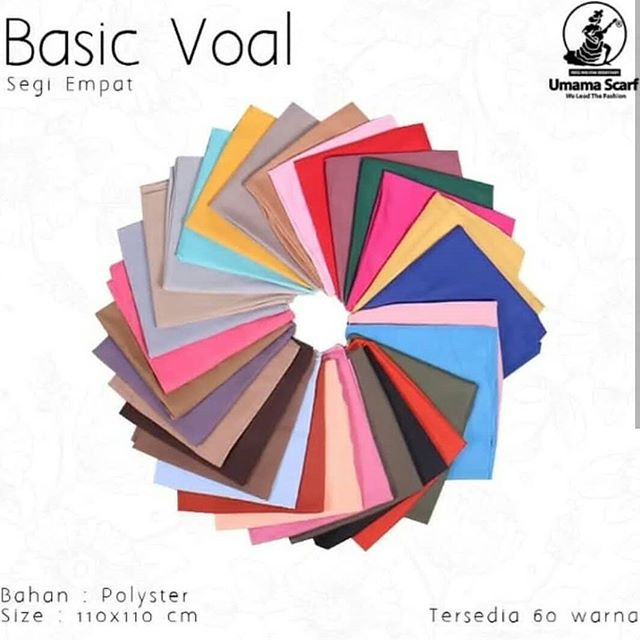 Basic Voal
Segi Empat
Umama Scarf
We Lead The Fashion
Bahan : Polyster
Size : 110x110 cm
Tersedia 60 warna